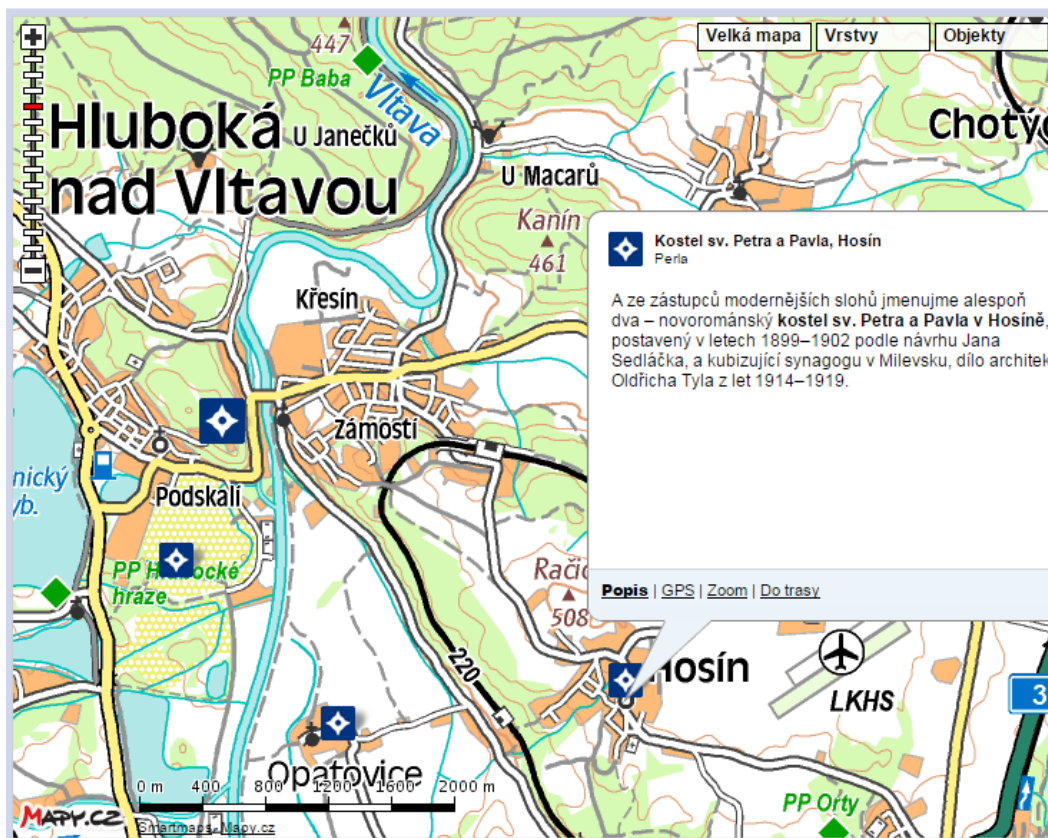 Velká mapa
Vrstvy
Objekty
447
PP Baba
Vltava
Hluboká
nad Vltavou
U Janečků
U Macarů
Kanín
461
Křesín
Zámostí
Podskalí
PP
hráze
Kostel sv. Petra a Pavla, Hosín
Perla
A ze zástupců modernějších slohů jmenujme alespoň
dva – novorománský kostel sv. Petra a Pavla v Hosíně,
postavený v letech 1899–1902 podle návrhu Jana
Sedláčka, a kubizující synagogu v Milevsku, dílo architek
Oldřicha Tyla z let 1914–1919.
Popis | GPS | Zoom | Do trasy
508
220
Hosín
LKHS
3
Opatovice
0 m 400 800 1200 1600 2000 m
PP Orty
MAPY.CZ
Smartmaps, Mapy.cz